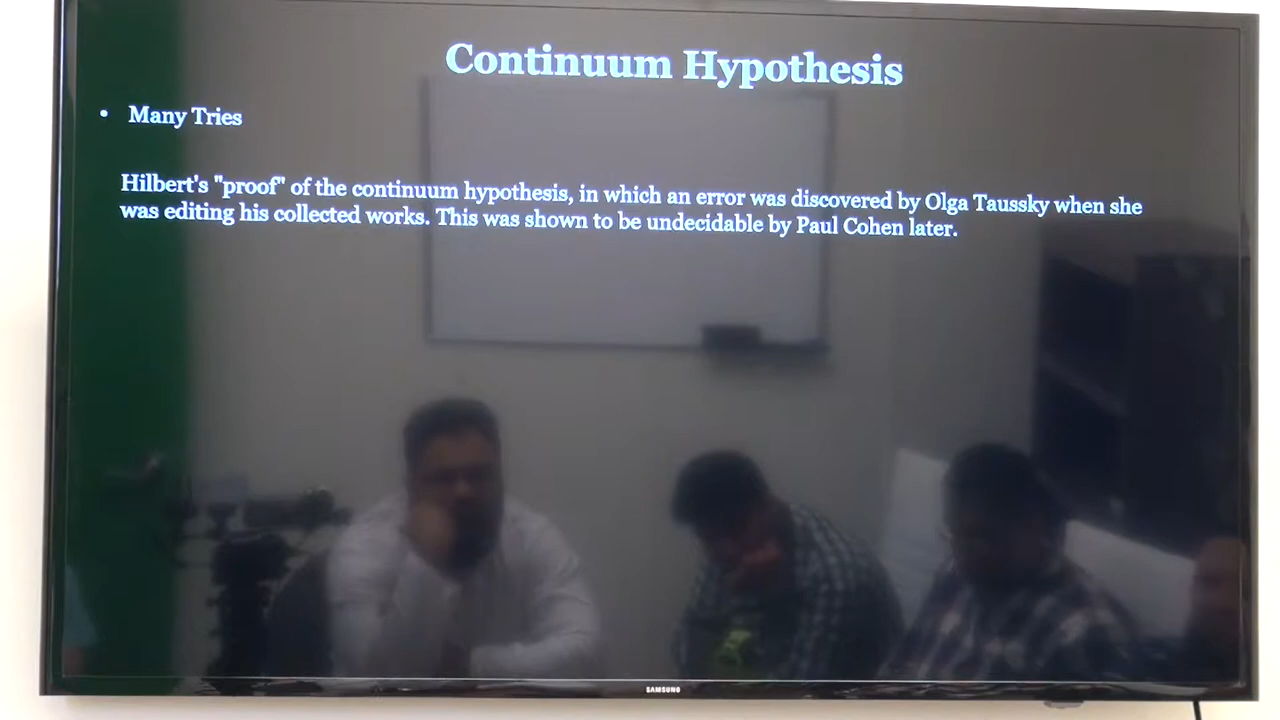 Continuum Hypothesis
• Many Tries
Hilbert's "proof" of the continuum hypothesis, in which an error was discovered by Olga Taussky when she
was editing his collected works. This was shown to be undecidable by Paul Cohen later.
SAMSUNG